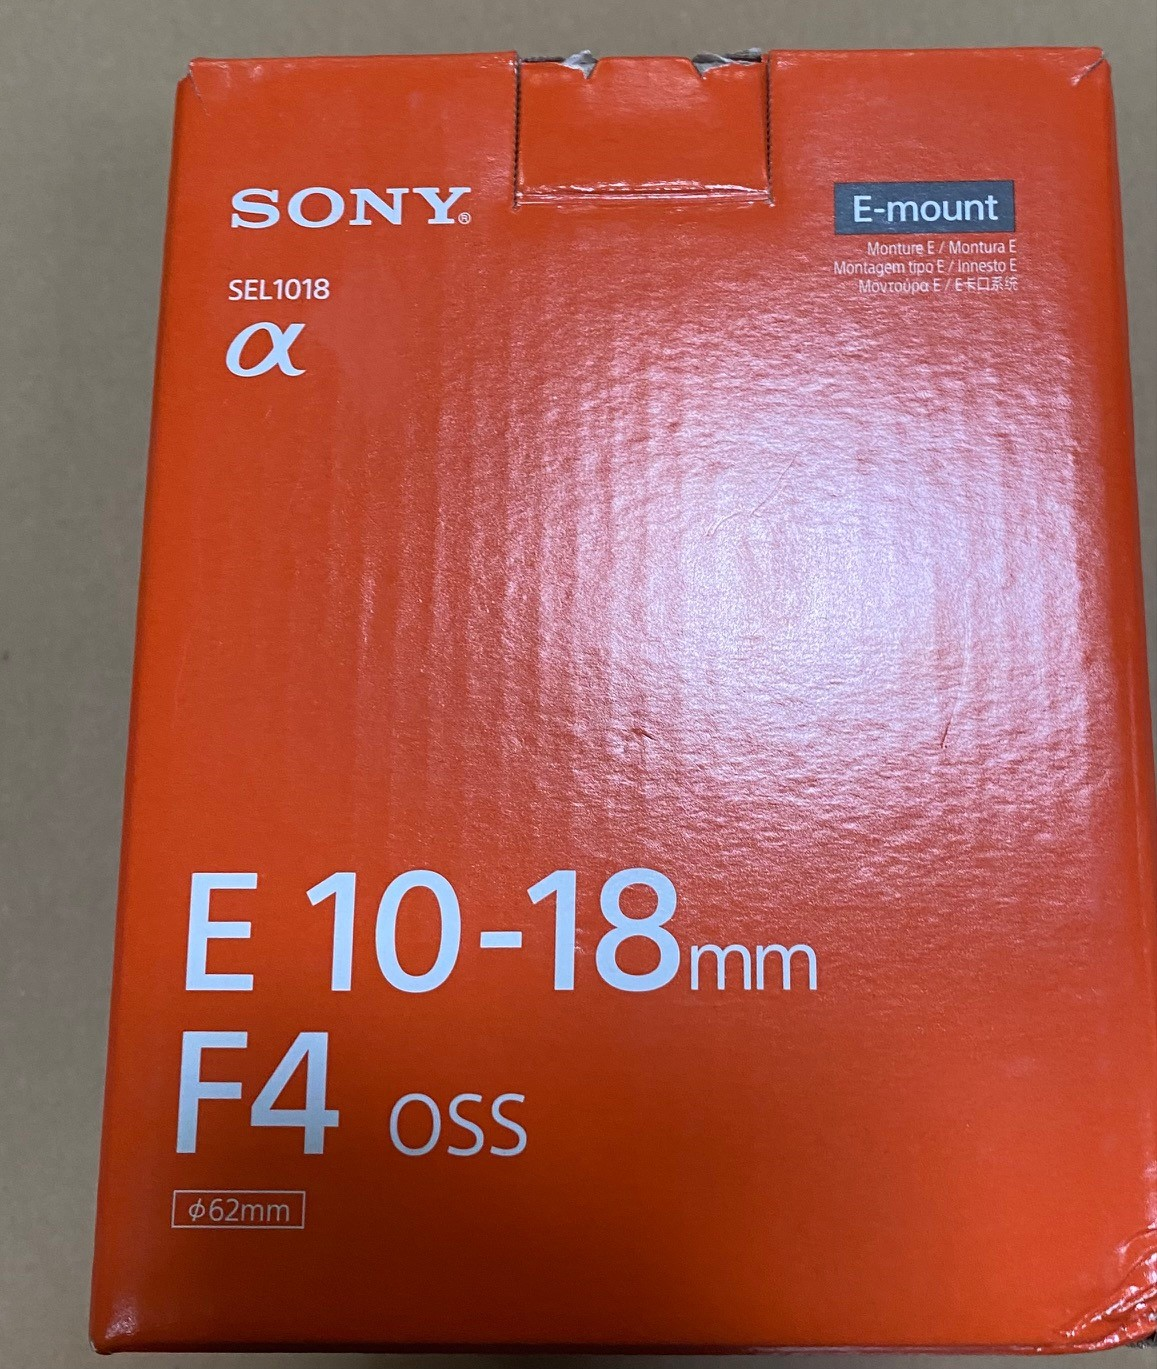 SONY®
E-mount
Monture E / Montura E
Montagem tipo E / Innesto E
Μοντούρα E / E卡口系统
SEL1018
α
E 10-18mm
F4 OSS
ϕ62mm